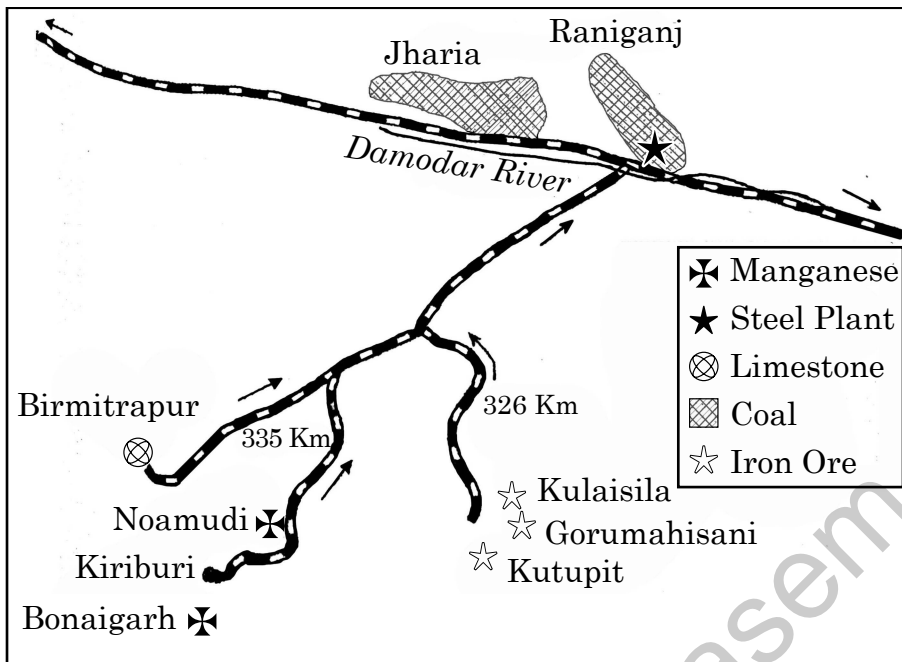 Raniganj
Jharia
Damodar River
Manganese
Steel Plant
Limestone
Coal
Iron Ore
Birmitrapur
335 Km
326 Km
Kulaisila
Noamudi
Gorumahisani
Kiriburi
Kutupit
Bonaigarh
asem